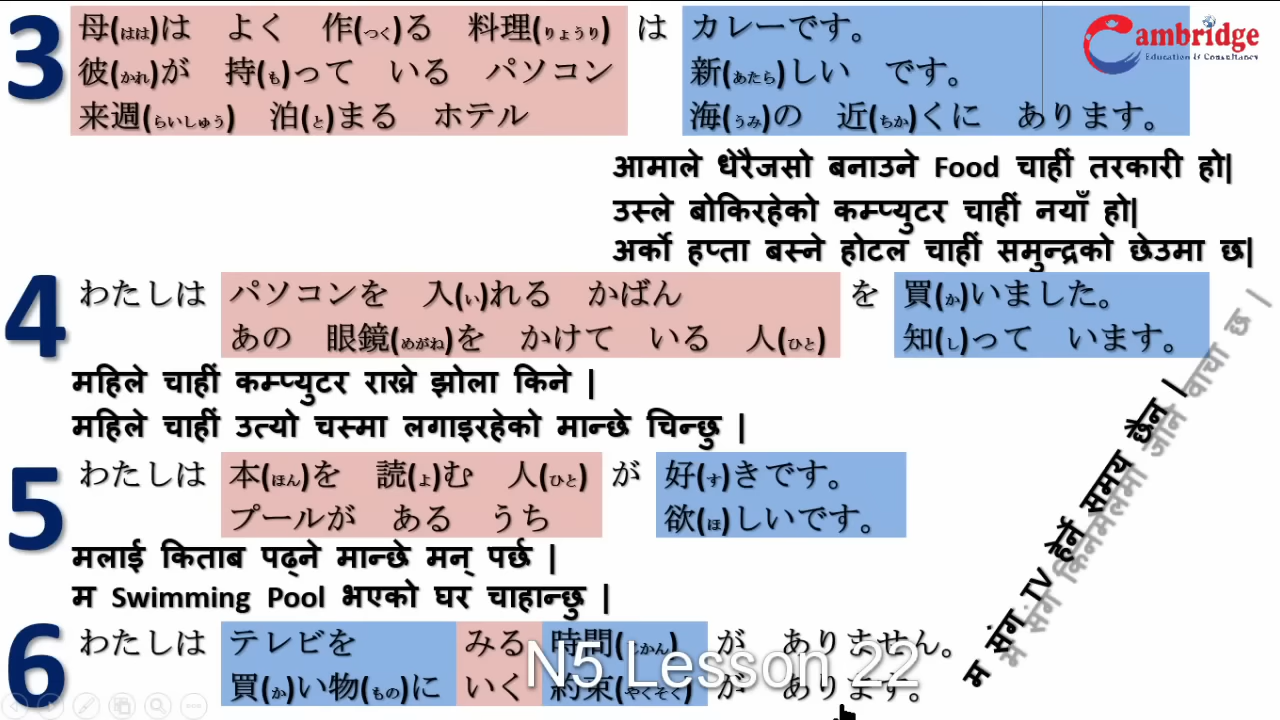 3
母(はは)は よく 作(つく)る 料理(りょうり) は カレーです。
彼(かれ)が 持(も)って いる パソコン 新(あたら)しい です。
来週(らいしゅう) 泊(と)まる ホテル 海(うみ)の 近(ちか)くに あります。
Cambridge
Education & Consultancy
आमाले धेरैजसो बनाउने Food चाहीं तरकारी हो|
उस्ले बोकिरहेको कम्प्युटर चाहीं नयाँ हो|
अर्को हप्ता बस्ने होटल चाहीं समुन्द्रको छेउमा छ|
4
わたしは パソコンを 入(い)れる かばん を 買(か)いました。
あの 眼鏡(めがね)を かけて いる 人(ひと) 知(し)って います。
महिले चाहीं कम्प्युटर राख्ने झोला किने |
महिले चाहीं उत्यो चस्मा लगाइरहेको मान्छे चिन्छु |
5
わたしは 本(ほん)を 読(よ)む 人(ひと) が 好(す)きです。
プールが ある うち 欲(ほ)しいです。
मलाई किताब पढ्ने मान्छे मन् पर्छ |
म Swimming Pool भएको घर चाहान्छु |
6
わたしは テレビを みる 時間(じかん) が ありません。
買(か)い物(もの)に いく 約束(やくそく) が あります。
म संग TV हेर्ने समय छैन |
म संग किनमेलमा जाने वाचा छ |
N5 Lesson 22